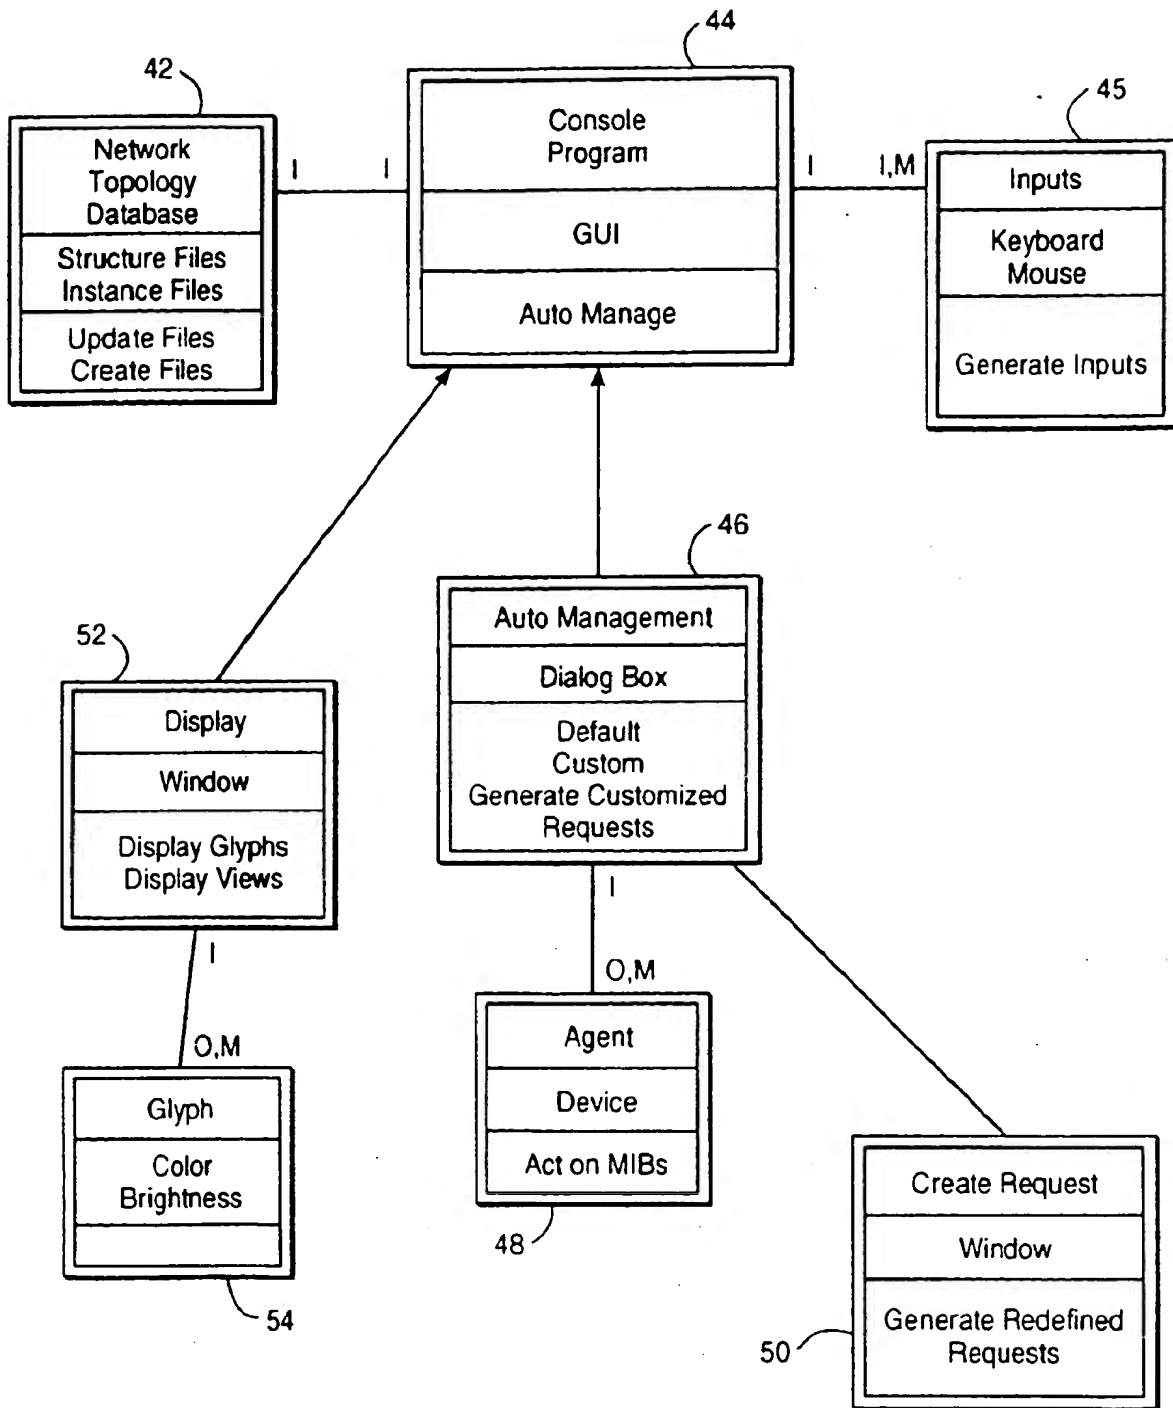 44
42
45
Console
Program
GUI
Auto Manage
Network
Topology
Database
Structure Files
Instance Files
Update Files
Create Files
I
I
I
I,M
Inputs
Keyboard
Mouse
Generate Inputs
46
Auto Management
Dialog Box
Default
Custom
Generate Customized
Requests
52
Display
Window
Display Glyphs
Display Views
I
O,M
I
O,M
Glyph
Color
Brightness
54
Agent
Device
Act on MIBs
48
Create Request
Window
Generate Redefined
Requests
50